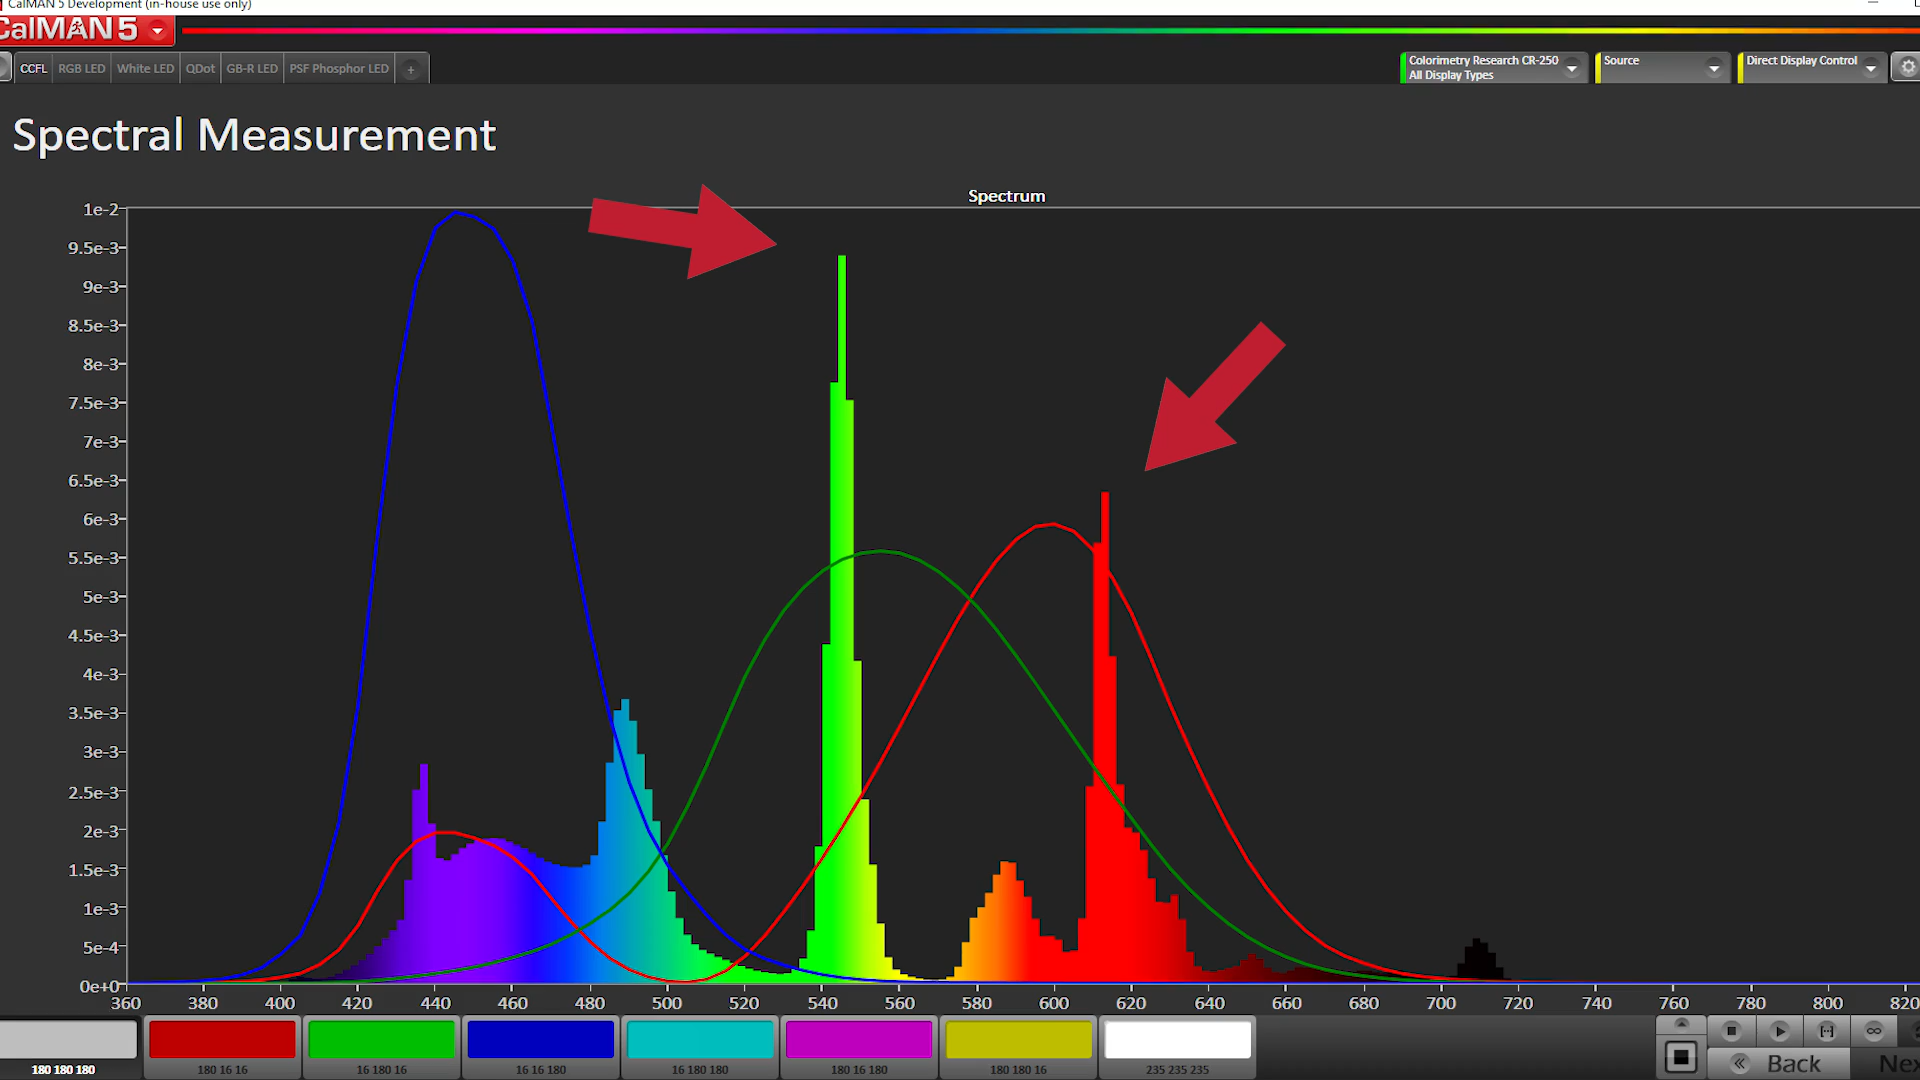 CalMAN 5 Development (in-house use only)
CalMAN 5
CCFL
RGB LED
White LED
QDot
GB-R LED
PSF Phosphor LED
+
Colorimetry Research CR-250
All Display Types
Source
Direct Display Control
Spectral Measurement
Spectrum
1e-2
9.5e-3
9e-3
8.5e-3
8e-3
7.5e-3
7e-3
6.5e-3
6e-3
5.5e-3
5e-3
4.5e-3
4e-3
3.5e-3
3e-3
2.5e-3
2e-3
1.5e-3
1e-3
5e-4
0e+0
360 380 400 420 440 460 480 500 520 540 560 580 600 620 640 660 680 700 720 740 760 780 800 820
180 180 180
180 16 16
16 180 16
16 16 180
16 180 180
180 16 180
180 180 16
235 235 235
Back
Nex